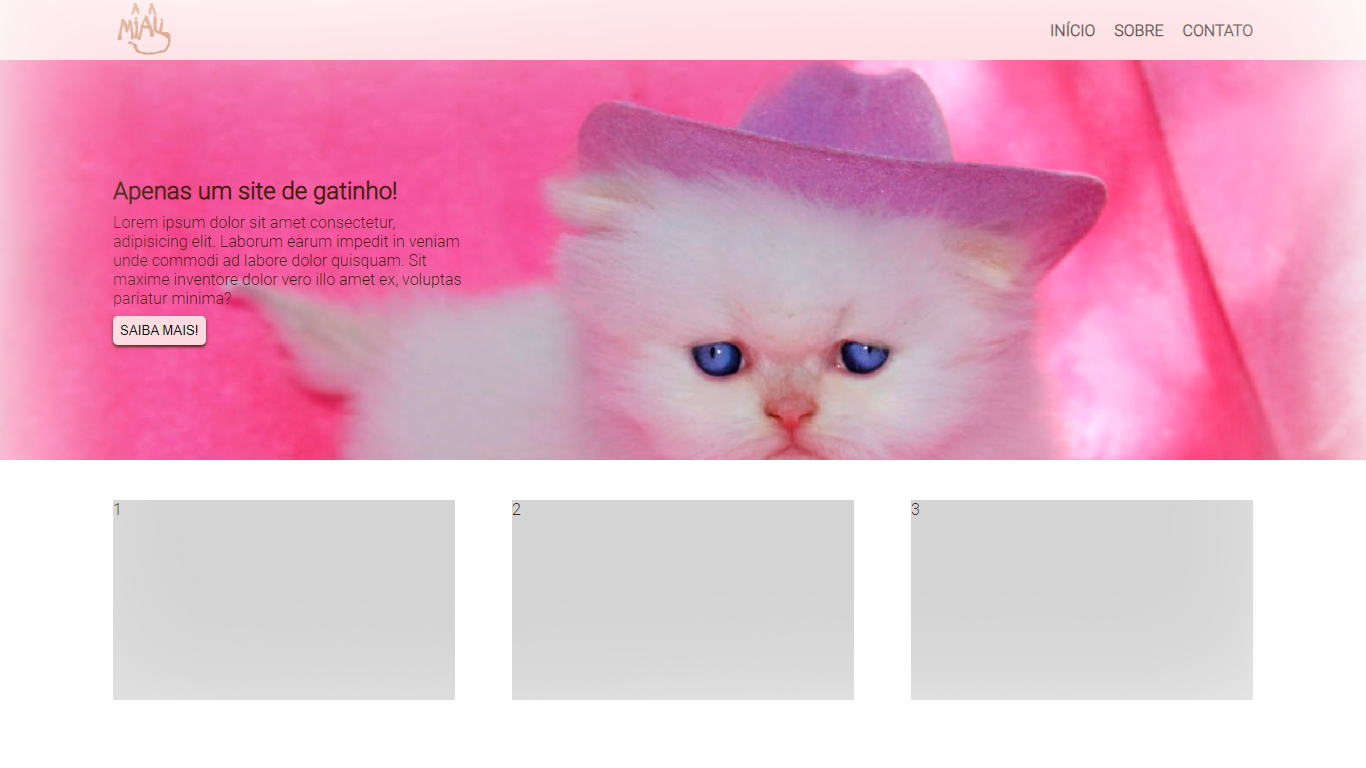 MIAU
INÍCIO SOBRE CONTATO
Apenas um site de gatinho!
Lorem ipsum dolor sit amet consectetur,
adipisicing elit. Laborum earum impedit in veniam
unde commodi ad labore dolor quisquam. Sit
maxime inventore dolor vero illo amet ex, voluptas
pariatur minima?
SAIBA MAIS!
1 2 3